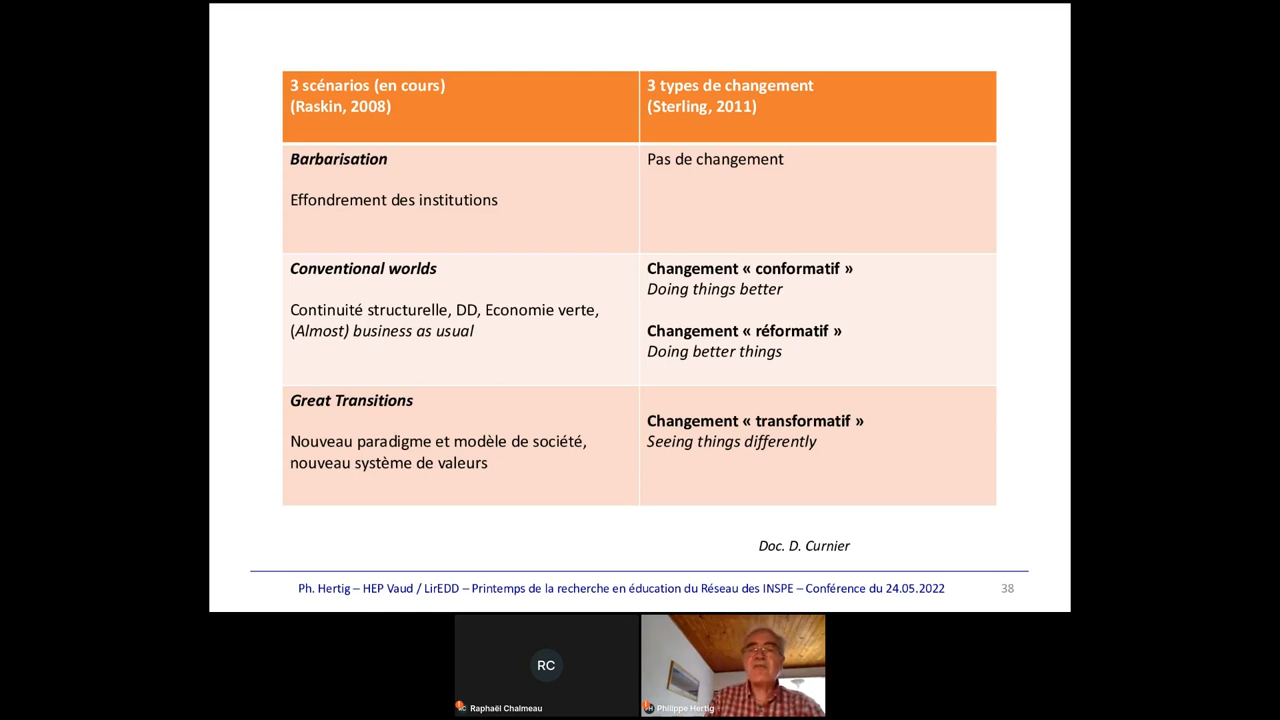 3 scénarios (en cours)
(Raskin, 2008)
3 types de changement
(Sterling, 2011)
Barbarisation
Effondrement des institutions
Pas de changement
Conventional worlds
Continuité structurelle, DD, Economie verte,
(Almost) business as usual
Changement « conformatif »
Doing things better
Changement « réformatif »
Doing better things
Great Transitions
Nouveau paradigme et modèle de société,
nouveau système de valeurs
Changement « transformatif »
Seeing things differently
Doc. D. Curnier
Ph. Hertig – HEP Vaud / LirEDD – Printemps de la recherche en éducation du Réseau des INSPE – Conférence du 24.05.2022
38
RC
Raphaël Chalmeau
Philippe Hertig